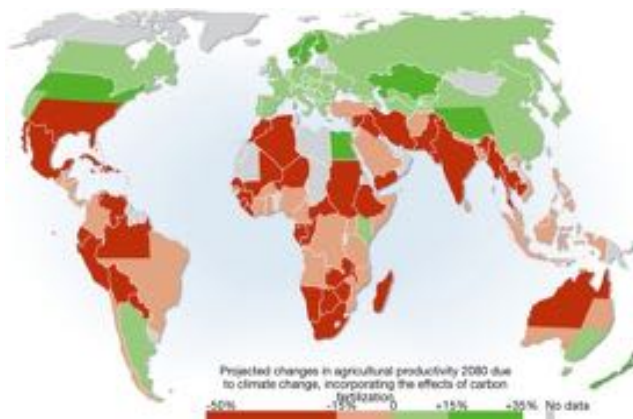 Projected changes in agricultural productivity 2080 due
to climate change, incorporating the effects of carbon
fertilization
-50% -15% 0 +15% +35% No data